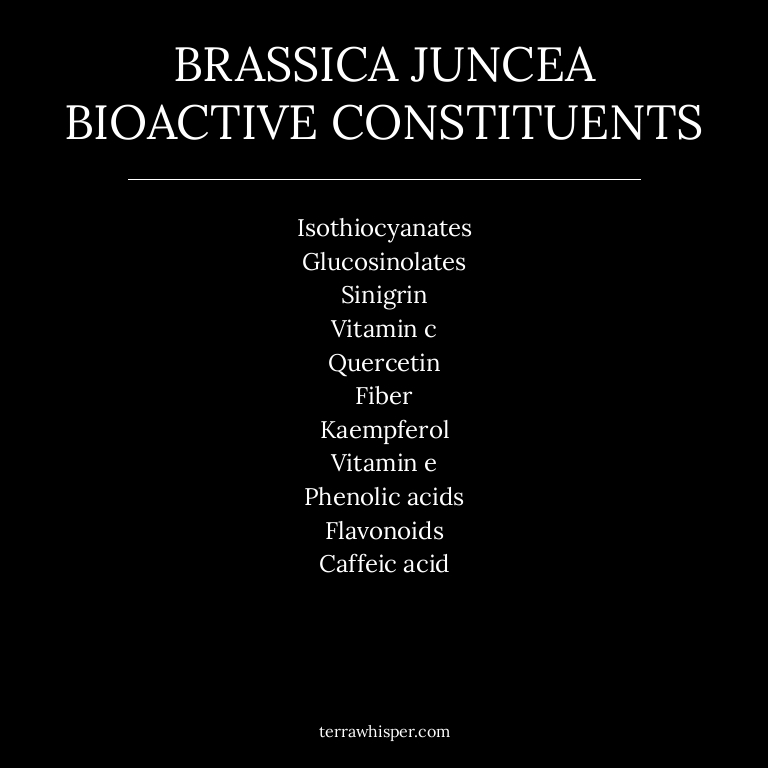 BRASSICA JUNCEA
BIOACTIVE CONSTITUENTS
Isothiocyanates
Glucosinolates
Sinigrin
Vitamin c
Quercetin
Fiber
Kaempferol
Vitamin e
Phenolic acids
Flavonoids
Caffeic acid
terrawhisper.com